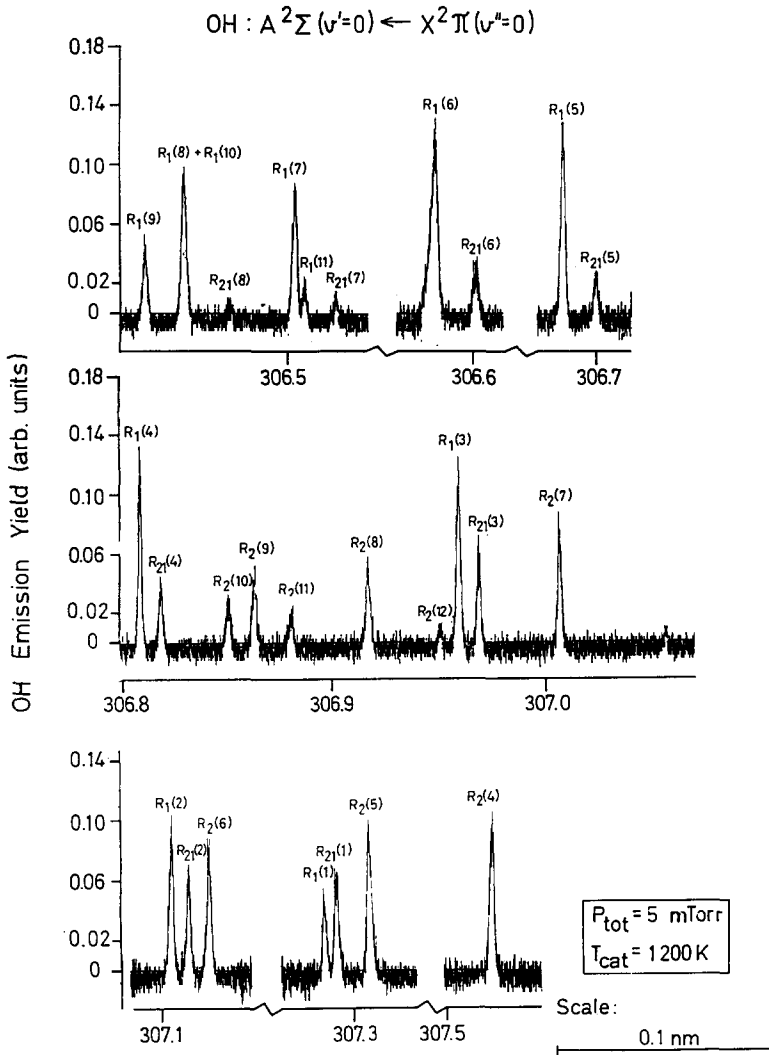 OH : A²Σ (v'=0) ← X²Π (v"=0)
OH Emission Yield (arb. units)
0.18
0.14
0.10
0.06
0.02
0
R₁(9)
R₁(8) + R₁(10)
R₂₁(8)
R₁(7)
R₁(11)
R₂₁(7)
R₁(6)
R₂₁(6)
R₁(5)
R₂₁(5)
306.5
306.6
306.7
0.18
0.14
0.10
0.06
0.02
0
R₁(4)
R₂₁(4)
R₂(10)
R₂(9)
R₂(11)
R₂(8)
R₂(12)
R₁(3)
R₂₁(3)
R₂(7)
306.8
306.9
307.0
0.14
0.10
0.06
0.02
0
R₁(2)
R₂₁(2)
R₂(6)
R₁(1)
R₂₁(1)
R₂(5)
R₂(4)
307.1
307.3
307.5
Ptot = 5 mTorr
Tcat = 1200 K
Scale:
0.1 nm